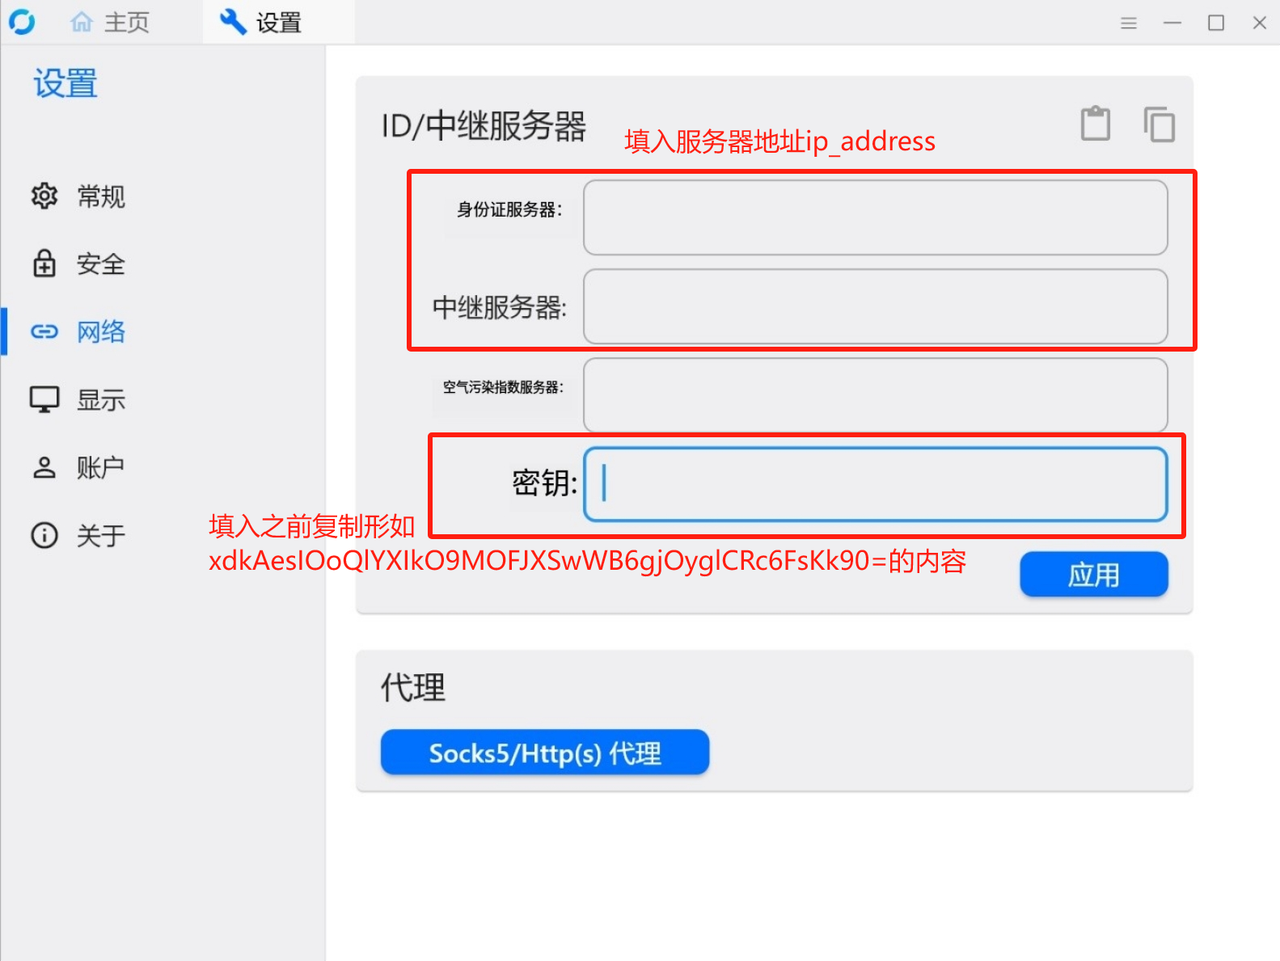 主页
设置
设置
常规
安全
网络
显示
账户
关于
ID/中继服务器
填入服务器地址ip_address
身份证服务器:
中继服务器:
空气污染指数服务器:
密钥:
填入之前复制形如
xdkAesIOoQlYXIkO9MOFJXSwWB6gjOyglCRc6FsKk90=的内容
应用
代理
Socks5/Http(s) 代理